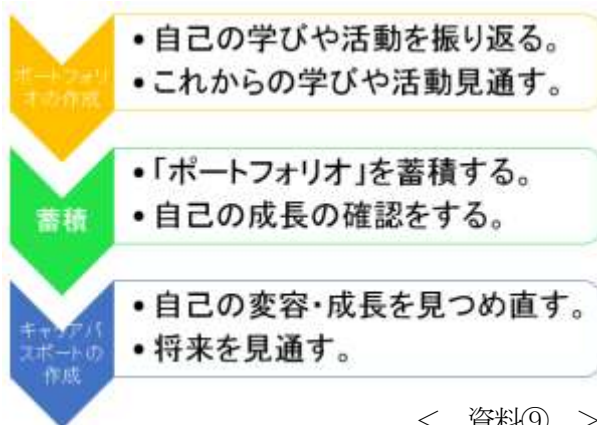 ポートフォリ
オの作成
・自己の学びや活動を振り返る。
・これからの学びや活動見通す。
蓄積
・「ポートフォリオ」を蓄積する。
・自己の成長の確認をする。
キャリアパ
スポートの
作成
・自己の変容・成長を見つめ直す。
・将来を見通す。
＜　資料⑨　＞